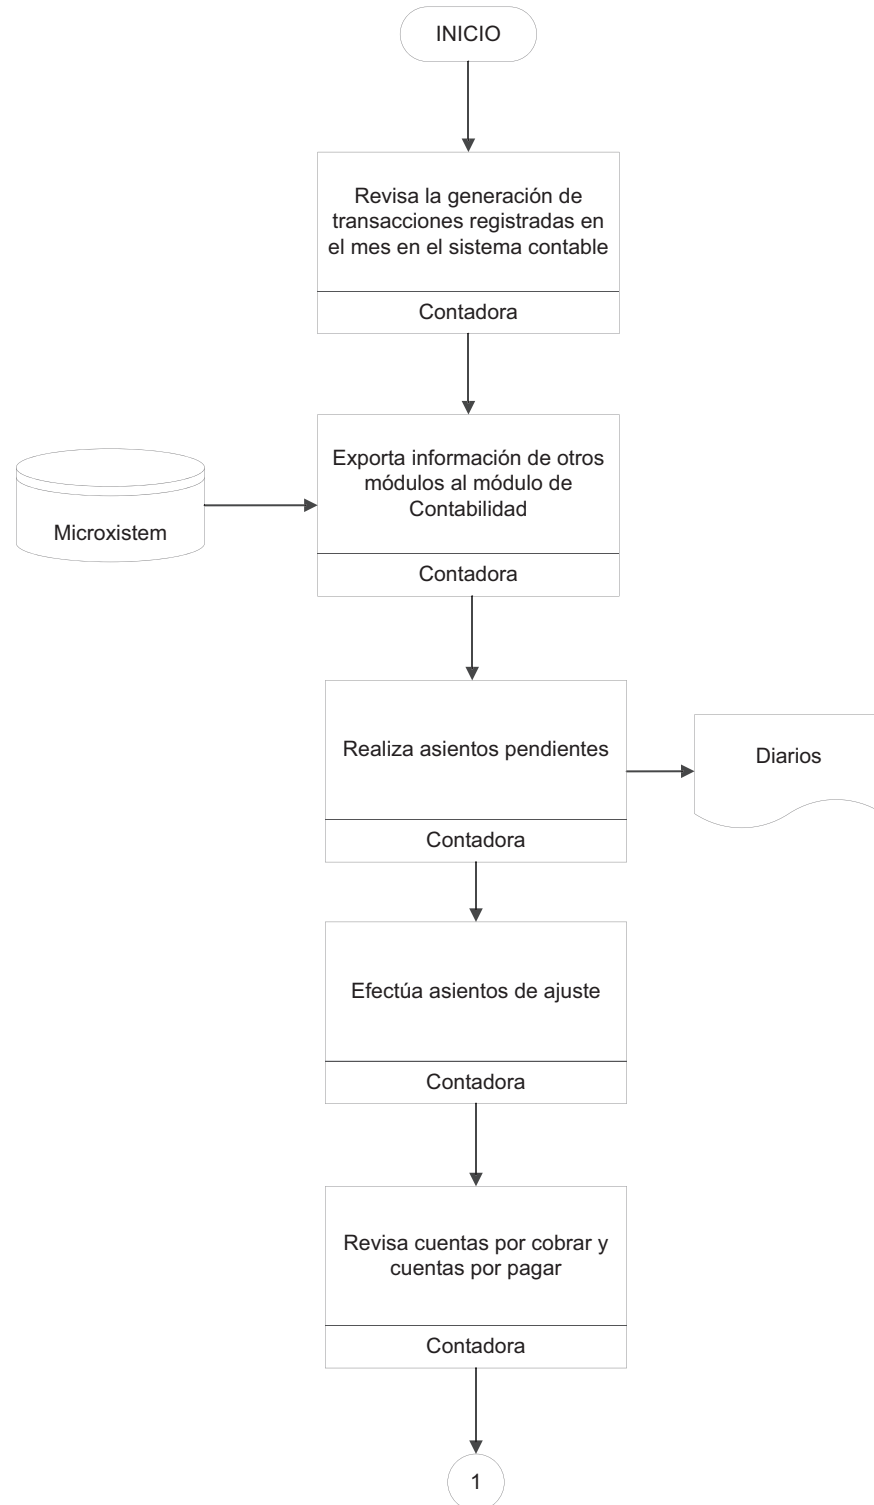 INICIO
Revisa la generación de
transacciones registradas en
el mes en el sistema contable
Contadora
Exporta información de otros
módulos al módulo de
Contabilidad
Contadora
Microxistem
Realiza asientos pendientes
Contadora
Diarios
Efectúa asientos de ajuste
Contadora
Revisa cuentas por cobrar y
cuentas por pagar
Contadora
1